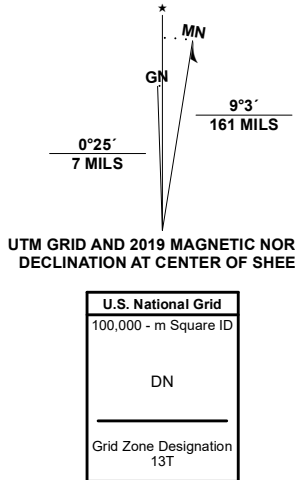 ★
MN
GN
9°3´
161 MILS
0°25´
7 MILS
UTM GRID AND 2019 MAGNETIC NOR
DECLINATION AT CENTER OF SHEE
U.S. National Grid
100,000 - m Square ID
DN
Grid Zone Designation
13T